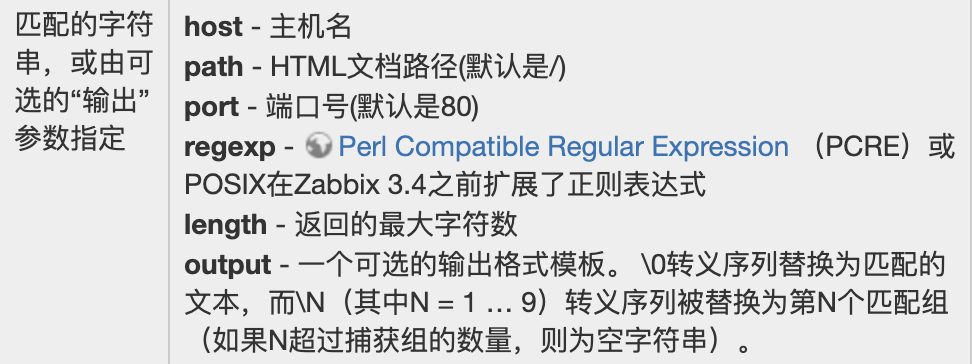 匹配的字符
串，或由可
选的“输出”
参数指定
host - 主机名
path - HTML文档路径(默认是/)
port - 端口号(默认是80)
regexp - Perl Compatible Regular Expression （PCRE）或
POSIX在Zabbix 3.4之前扩展了正则表达式
length - 返回的最大字符数
output - 一个可选的输出格式模板。 \0转义序列替换为匹配的
文本，而\N（其中N = 1 … 9）转义序列被替换为第N个匹配组
（如果N超过捕获组的数量，则为空字符串）。